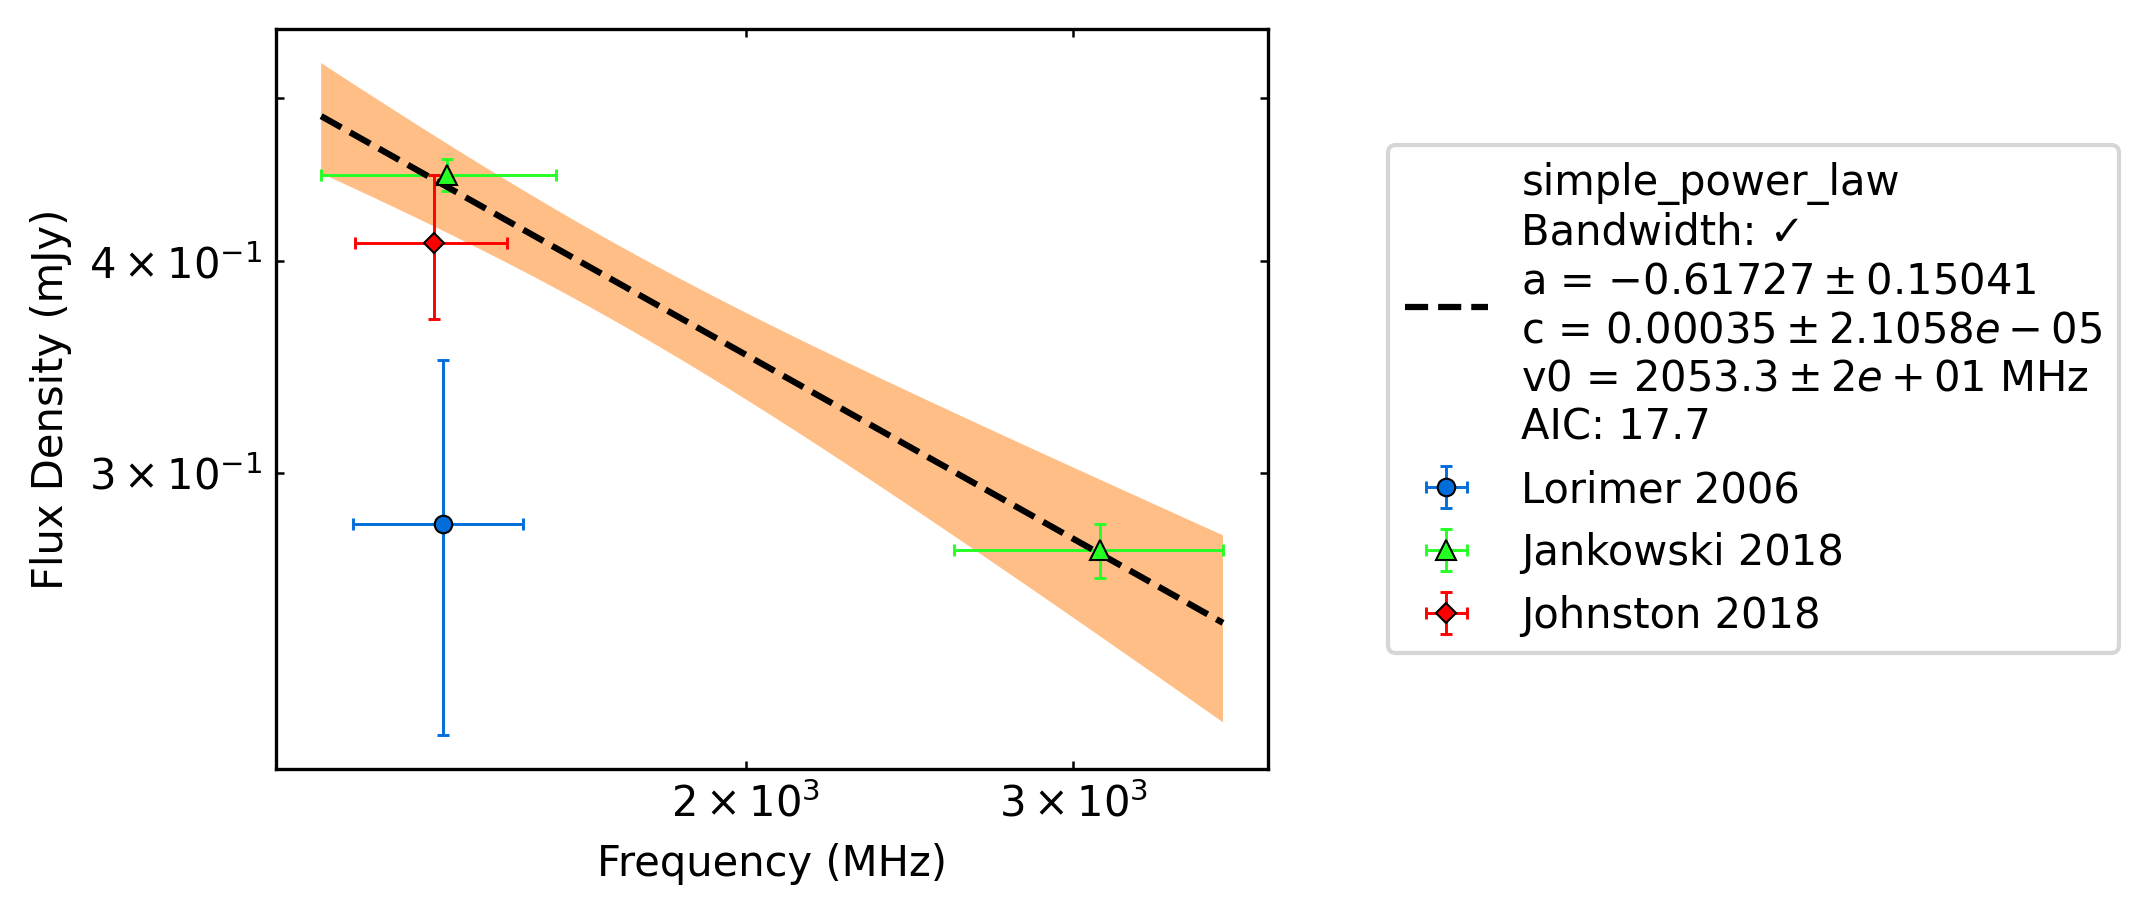 Flux Density (mJy)
4 × 10⁻¹
3 × 10⁻¹
2 × 10³
3 × 10³
Frequency (MHz)
simple_power_law
Bandwidth: ✓
a = −0.61727 ± 0.15041
c = 0.00035 ± 2.1058e − 05
v0 = 2053.3 ± 2e + 01 MHz
AIC: 17.7
Lorimer 2006
Jankowski 2018
Johnston 2018